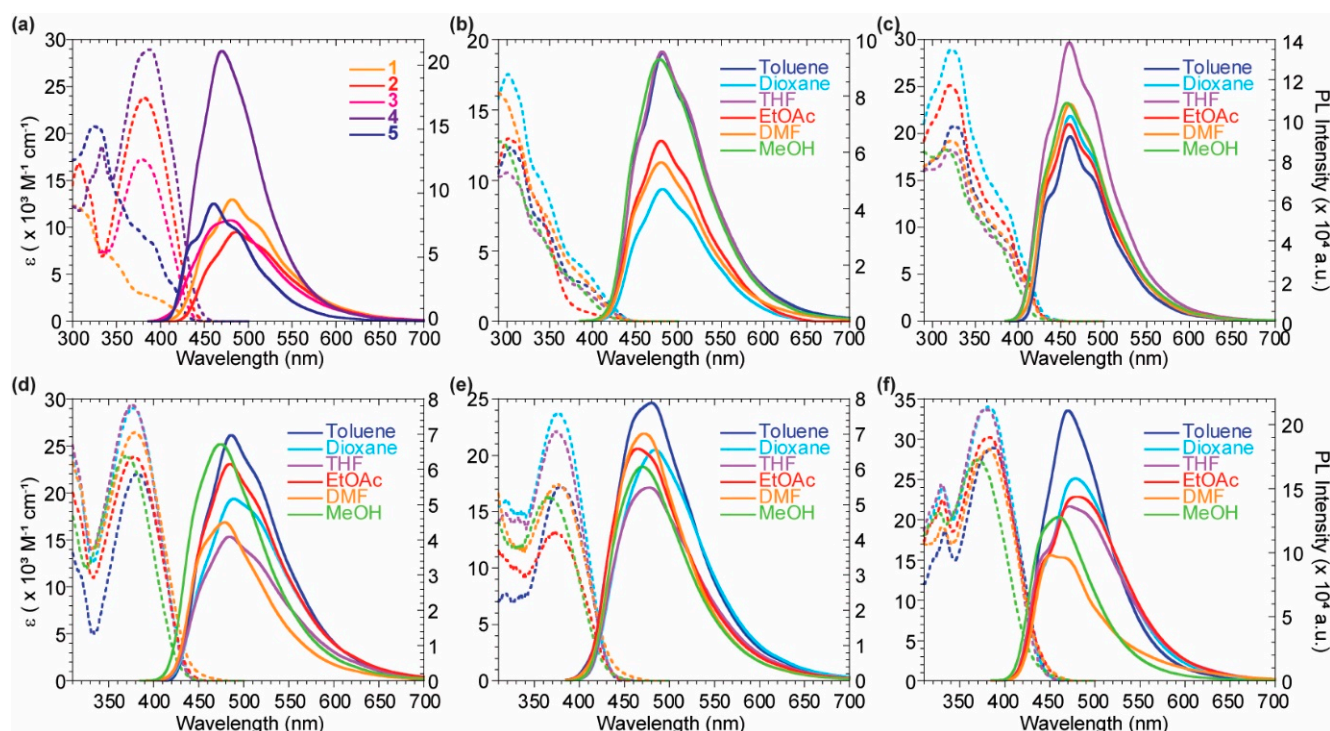 (a)
30
25
20
15
10
5
0
ε ( x 10³ M⁻¹ cm⁻¹)
20
15
10
5
0
1
2
3
4
5
300 350 400 450 500 550 600 650 700
Wavelength (nm)
(b)
20
15
10
5
0
10
8
6
4
2
0
Toluene
Dioxane
THF
EtOAc
DMF
MeOH
300 350 400 450 500 550 600 650 700
Wavelength (nm)
(c)
30
25
20
15
10
5
0
14
12
10
8
6
4
2
0
PL Intensity (x 10⁴ a.u.)
Toluene
Dioxane
THF
EtOAc
DMF
MeOH
300 350 400 450 500 550 600 650 700
Wavelength (nm)
(d)
30
25
20
15
10
5
0
ε ( x 10³ M⁻¹ cm⁻¹)
8
7
6
5
4
3
2
1
0
Toluene
Dioxane
THF
EtOAc
DMF
MeOH
350 400 450 500 550 600 650 700
Wavelength (nm)
(e)
25
20
15
10
5
0
8
7
6
5
4
3
2
1
0
Toluene
Dioxane
THF
EtOAc
DMF
MeOH
350 400 450 500 550 600 650 700
Wavelength (nm)
(f)
35
30
25
20
15
10
5
0
20
15
10
5
0
PL Intensity (x 10⁴ a.u.)
Toluene
Dioxane
THF
EtOAc
DMF
MeOH
350 400 450 500 550 600 650 700
Wavelength (nm)